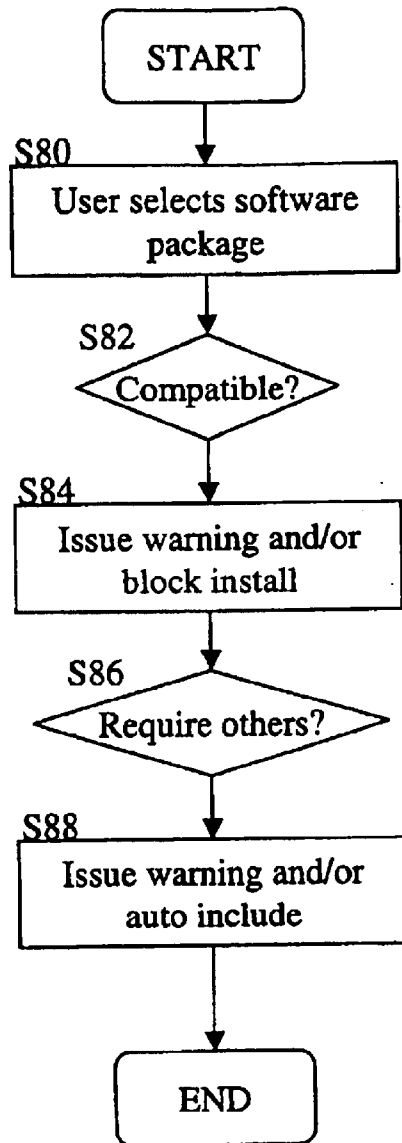 START
S80
User selects software
package
S82
Compatible?
S84
Issue warning and/or
block install
S86
Require others?
S88
Issue warning and/or
auto include
END